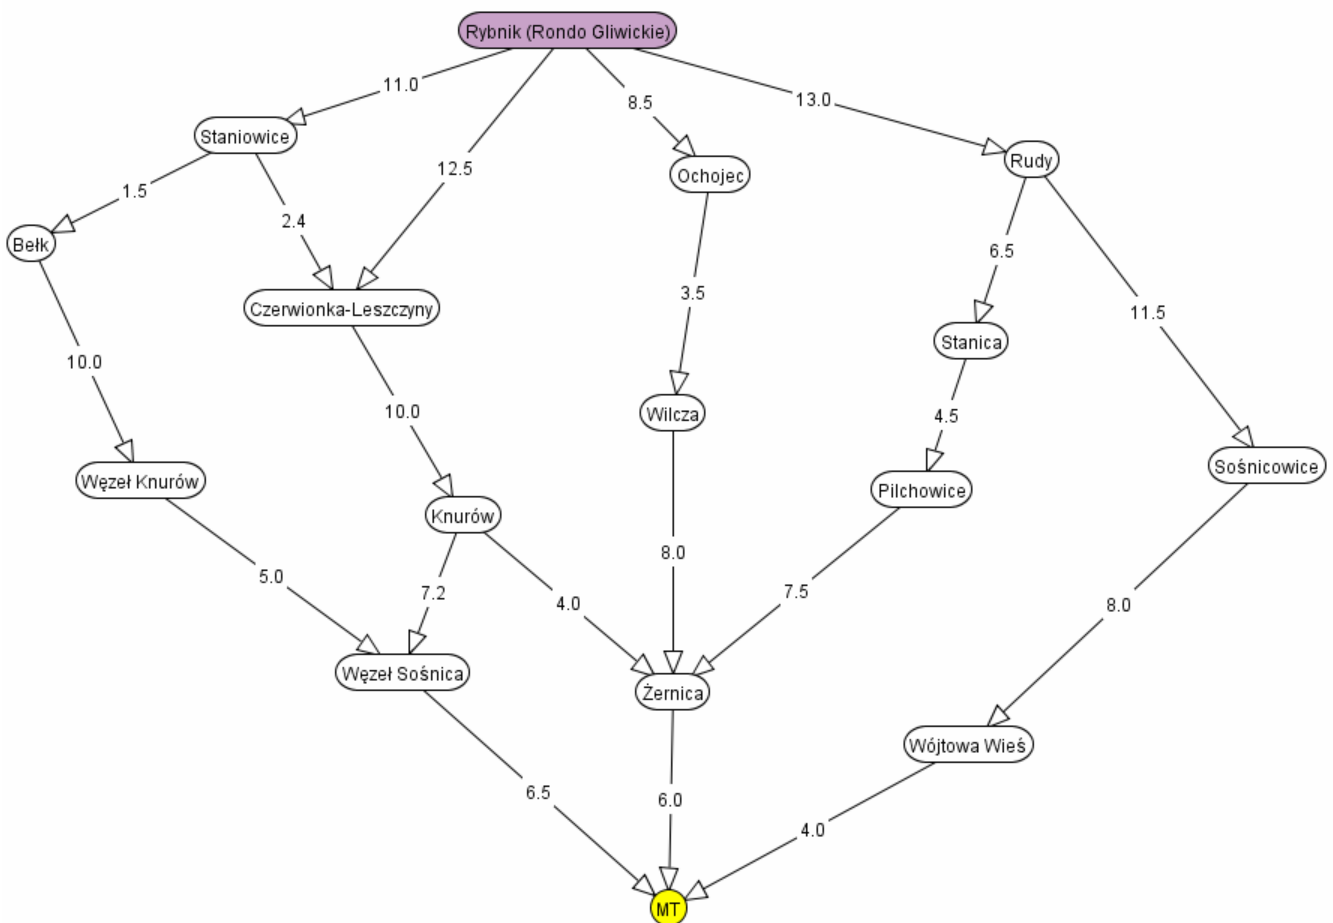 Rybnik (Rondo Gliwickie)
11.0
8.5
13.0
Staniowice
12.5
Ochojec
Rudy
1.5
2.4
Bełk
6.5
3.5
Czerwionka-Leszczyny
11.5
Stanica
10.0
10.0
Wilcza
4.5
Węzeł Knurów
Sośnicowice
Pilchowice
Knurów
8.0
5.0
7.2
4.0
7.5
8.0
Węzeł Sośnica
Żernica
Wójtowa Wieś
6.5
6.0
4.0
MT